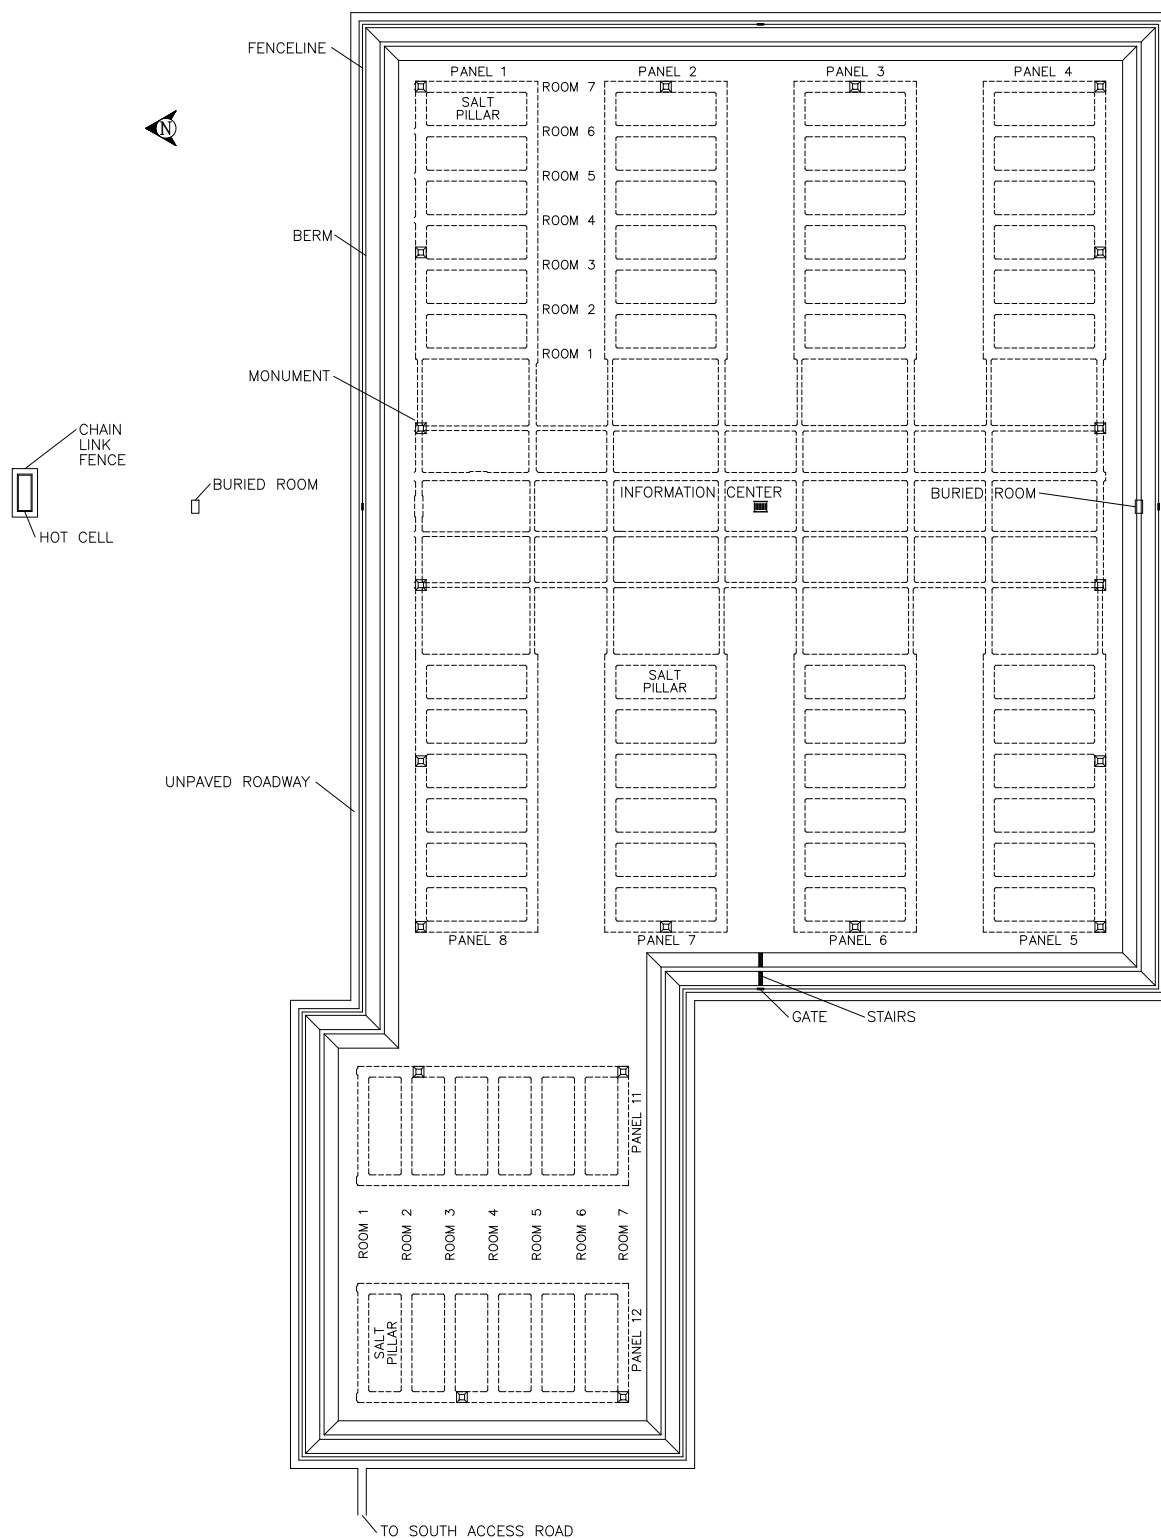 FENCELINE
PANEL 1
PANEL 2
PANEL 3
PANEL 4
ROOM 7
SALT
PILLAR
N
ROOM 6
ROOM 5
ROOM 4
BERM
ROOM 3
ROOM 2
ROOM 1
MONUMENT
CHAIN
LINK
FENCE
BURIED ROOM
INFORMATION CENTER
BURIED ROOM
HOT CELL
SALT
PILLAR
UNPAVED ROADWAY
PANEL 8
PANEL 7
PANEL 6
PANEL 5
GATE
STAIRS
PANEL 11
ROOM 1
ROOM 2
ROOM 3
ROOM 4
ROOM 5
ROOM 6
ROOM 7
SALT
PILLAR
PANEL 12
TO SOUTH ACCESS ROAD